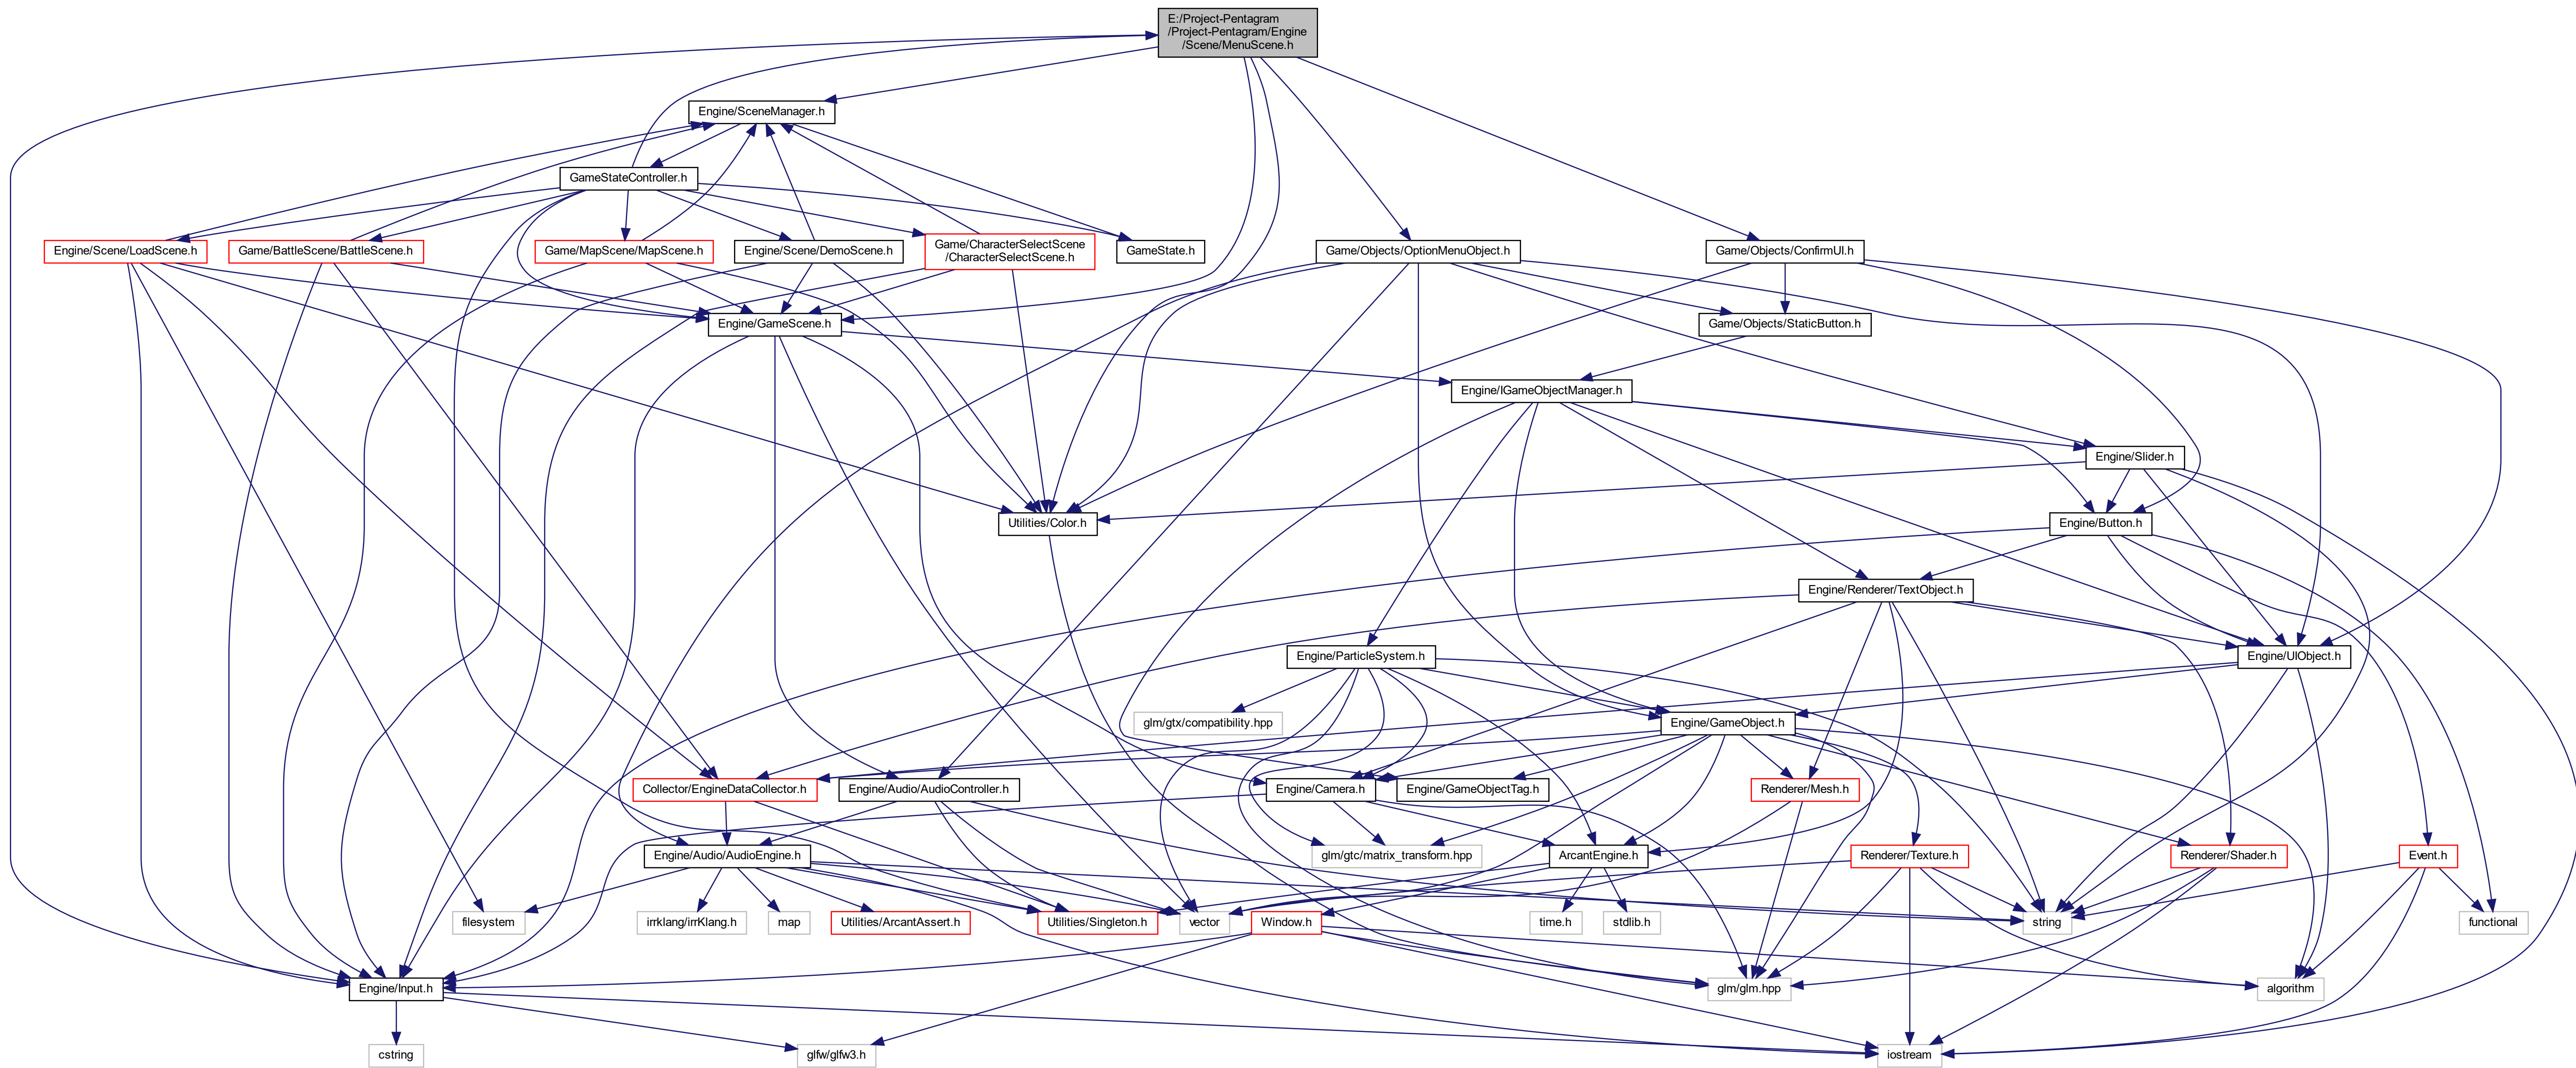 E:/Project-Pentagram
/Project-Pentagram/Engine
/Scene/MenuScene.h
Engine/SceneManager.h
GameStateController.h
Engine/Scene/LoadScene.h
Game/BattleScene/BattleScene.h
Game/MapScene/MapScene.h
Engine/Scene/DemoScene.h
Game/CharacterSelectScene
/CharacterSelectScene.h
GameState.h
Game/Objects/OptionMenuObject.h
Game/Objects/ConfirmUI.h
Engine/GameScene.h
Game/Objects/StaticButton.h
Engine/IGameObjectManager.h
Engine/Slider.h
Utilities/Color.h
Engine/Button.h
Engine/Renderer/TextObject.h
Engine/ParticleSystem.h
Engine/UIObject.h
glm/gtx/compatibility.hpp
Engine/GameObject.h
Collector/EngineDataCollector.h
Engine/Audio/AudioController.h
Engine/Camera.h
Engine/GameObjectTag.h
Renderer/Mesh.h
Engine/Audio/AudioEngine.h
glm/gtc/matrix_transform.hpp
ArcantEngine.h
Renderer/Texture.h
Renderer/Shader.h
Event.h
filesystem
irrklang/irrKlang.h
map
Utilities/ArcantAssert.h
Utilities/Singleton.h
vector
Window.h
time.h
stdlib.h
string
functional
Engine/Input.h
glm/glm.hpp
algorithm
cstring
glfw/glfw3.h
iostream